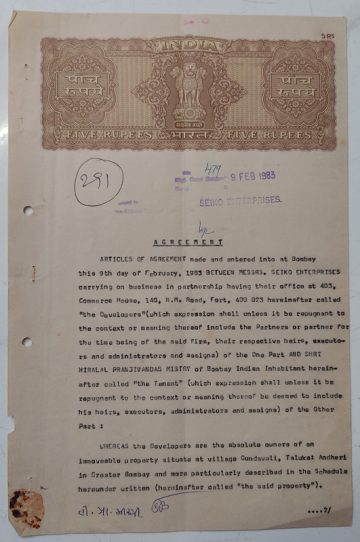 5 RS
INDIA
पांच रूपये
पांच रूपये
FIVE RUPEES भारत FIVE RUPEES
291
479
9 FEB 1983
SEIKO ENTERPRISES.
AGREEMENT
ARTICLES OF AGREEMENT made and entered into at Bombay
this 9th day of February, 1983 BETWEEN MESSRS. SEIKO ENTERPRISES
carrying on business in partnership having their office at 403,
Commerce House, 140, N.M. Road, Fort, 400 023 hereinafter called
"the Developers"(which expression shall unless it be repugnant to
the context or meaning thereof include the Partners or partner for
the time being of the said firm, their respective heirs, executo-
rs and administrators and assigns) of the One Part AND SHRI
HIRALAL PRANJIVANDAS MISTRY of Bombay Indian Inhabitant herein-
after called "the Tenant" (which expression shall unless it be
repugnant to the context or meaning thereof be deemed to include
his heirs, executors, administrators and assigns) of the Other
Part :
WHEREAS the Developers are the absolute owners of an
immoveable property situate at village Gundavali, Taluka Andheri
in Greater Bombay and more particularly described in the Schedule
hereunder written (hereinafter called "the said property").
....2/